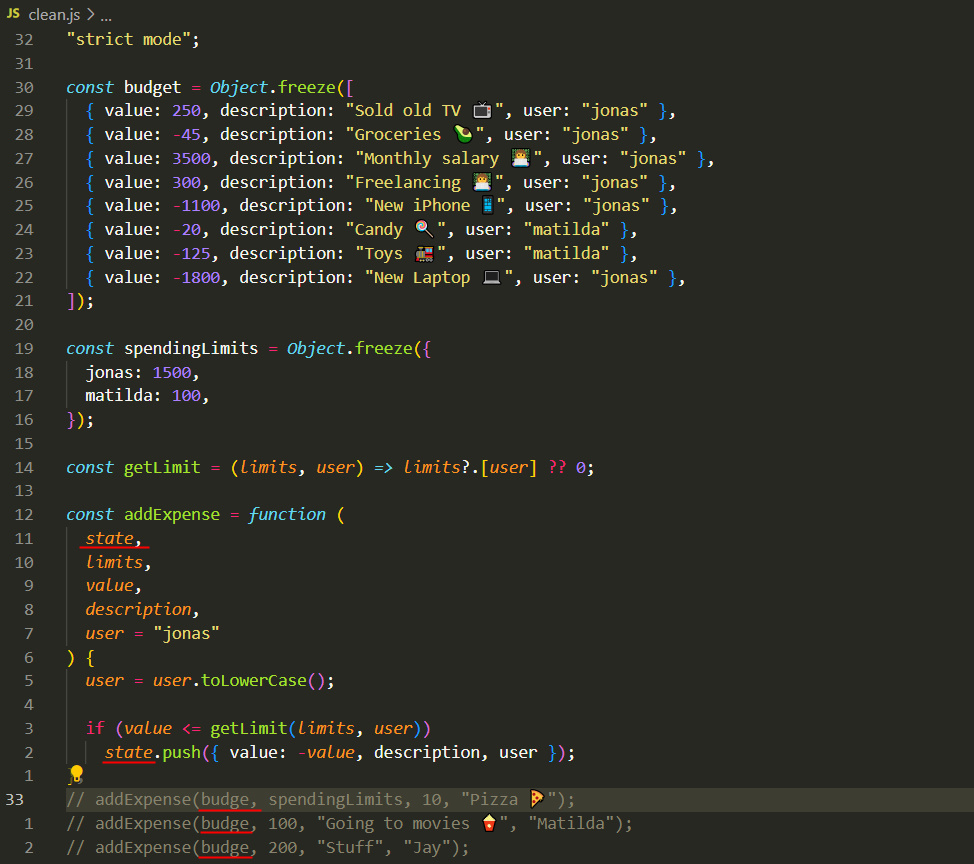 JS clean.js > ...
32 "strict mode";
31
30 const budget = Object.freeze([
29 { value: 250, description: "Sold old TV 📺", user: "jonas" },
28 { value: -45, description: "Groceries 🥑", user: "jonas" },
27 { value: 3500, description: "Monthly salary 👩‍💻", user: "jonas" },
26 { value: 300, description: "Freelancing 👩‍💻", user: "jonas" },
25 { value: -1100, description: "New iPhone 📱", user: "jonas" },
24 { value: -20, description: "Candy 🍭", user: "matilda" },
23 { value: -125, description: "Toys 🚂", user: "matilda" },
22 { value: -1800, description: "New Laptop 💻", user: "jonas" },
21 ]);
20
19 const spendingLimits = Object.freeze({
18 jonas: 1500,
17 matilda: 100,
16 });
15
14 const getLimit = (limits, user) => limits?.[user] ?? 0;
13
12 const addExpense = function (
11 state,
10 limits,
9 value,
8 description,
7 user = "jonas"
6 ) {
5 user = user.toLowerCase();
4
3 if (value <= getLimit(limits, user))
2 state.push({ value: -value, description, user });
1 };
33 // addExpense(budge, spendingLimits, 10, "Pizza 🍕");
1 // addExpense(budge, 100, "Going to movies 🍿", "Matilda");
2 // addExpense(budge, 200, "Stuff", "Jay");